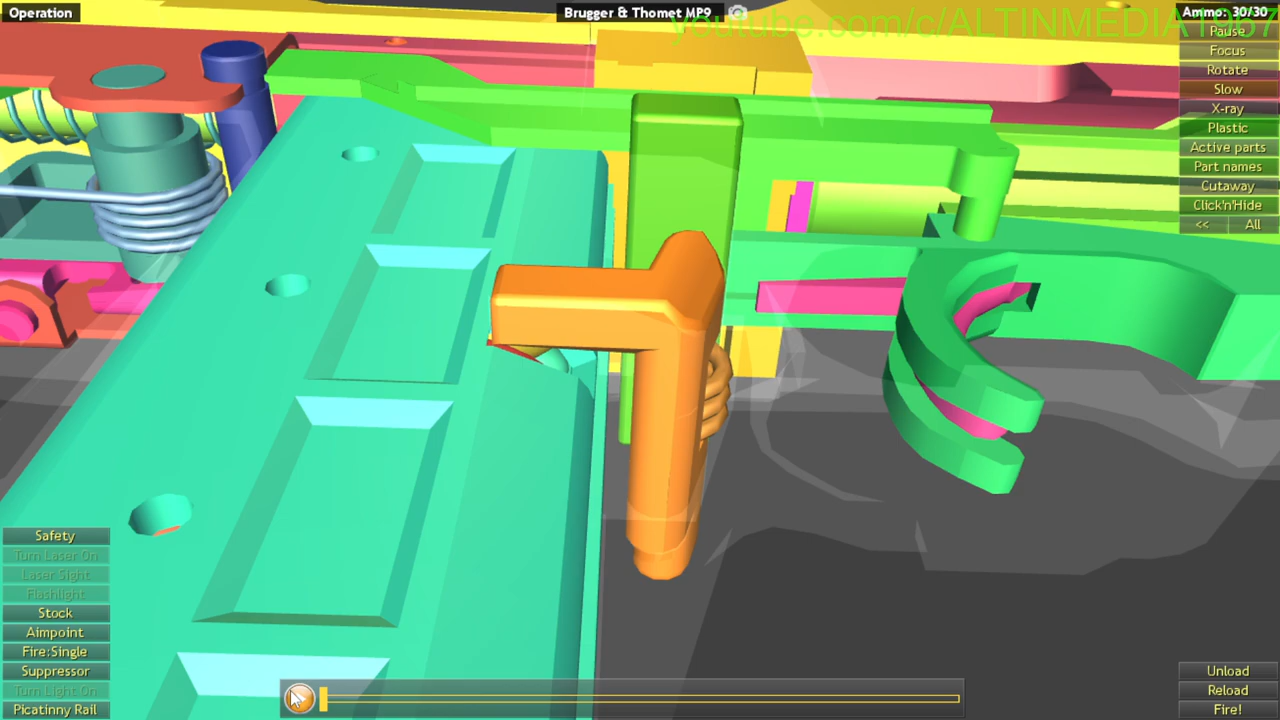 Operation
Brugger & Thomet MP9
Ammo: 30/30
youtube.com/c/ALTINMEDIA1967
Pause
Focus
Rotate
Slow
X-ray
Plastic
Active parts
Part names
Cutaway
Click'n'Hide
<< All
Safety
Turn Laser On
Laser Sight
Flashlight
Stock
Aimpoint
Fire:Single
Suppressor
Turn Light On
Picatinny Rail
Unload
Reload
Fire!